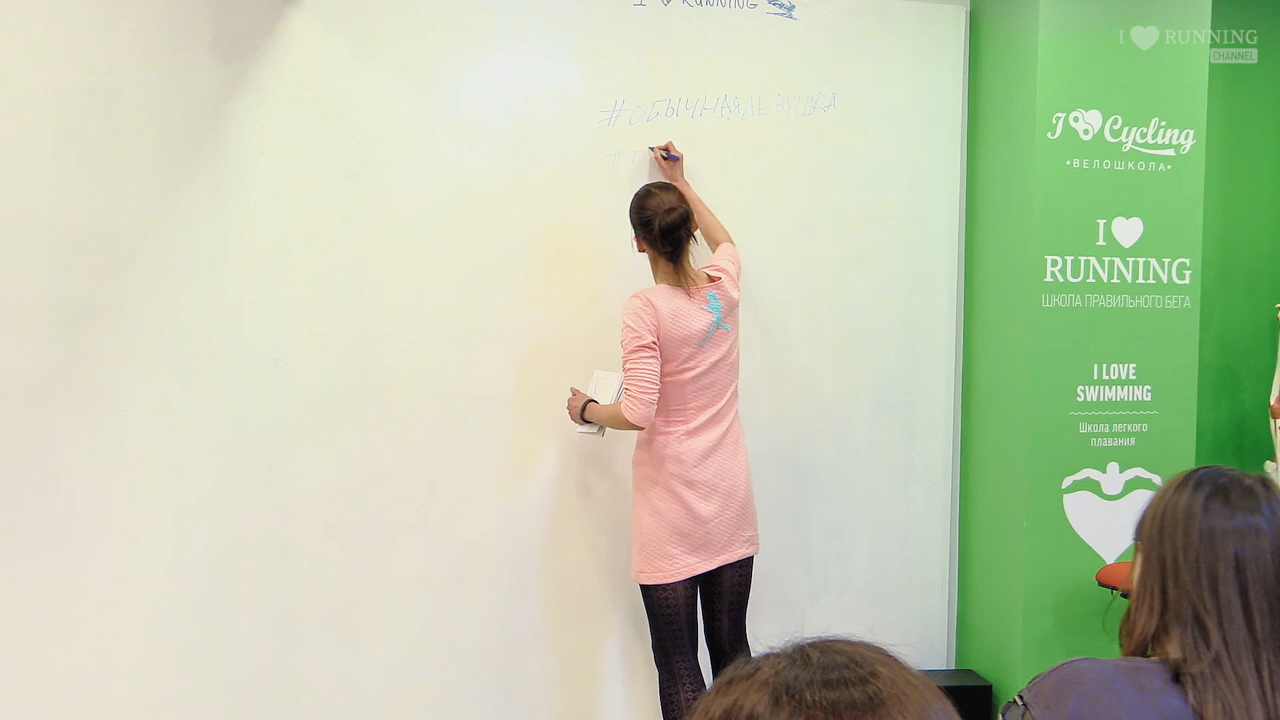 I ♥ RUNNING
I ♥ RUNNING
CHANNEL
#ОБЫЧНАЯДЕВУШКА
#Т
I ♥ Cycling
•ВЕЛОШКОЛА•
I ♥
RUNNING
ШКОЛА ПРАВИЛЬНОГО БЕГА
I LOVE
SWIMMING
Школа легкого
плавания